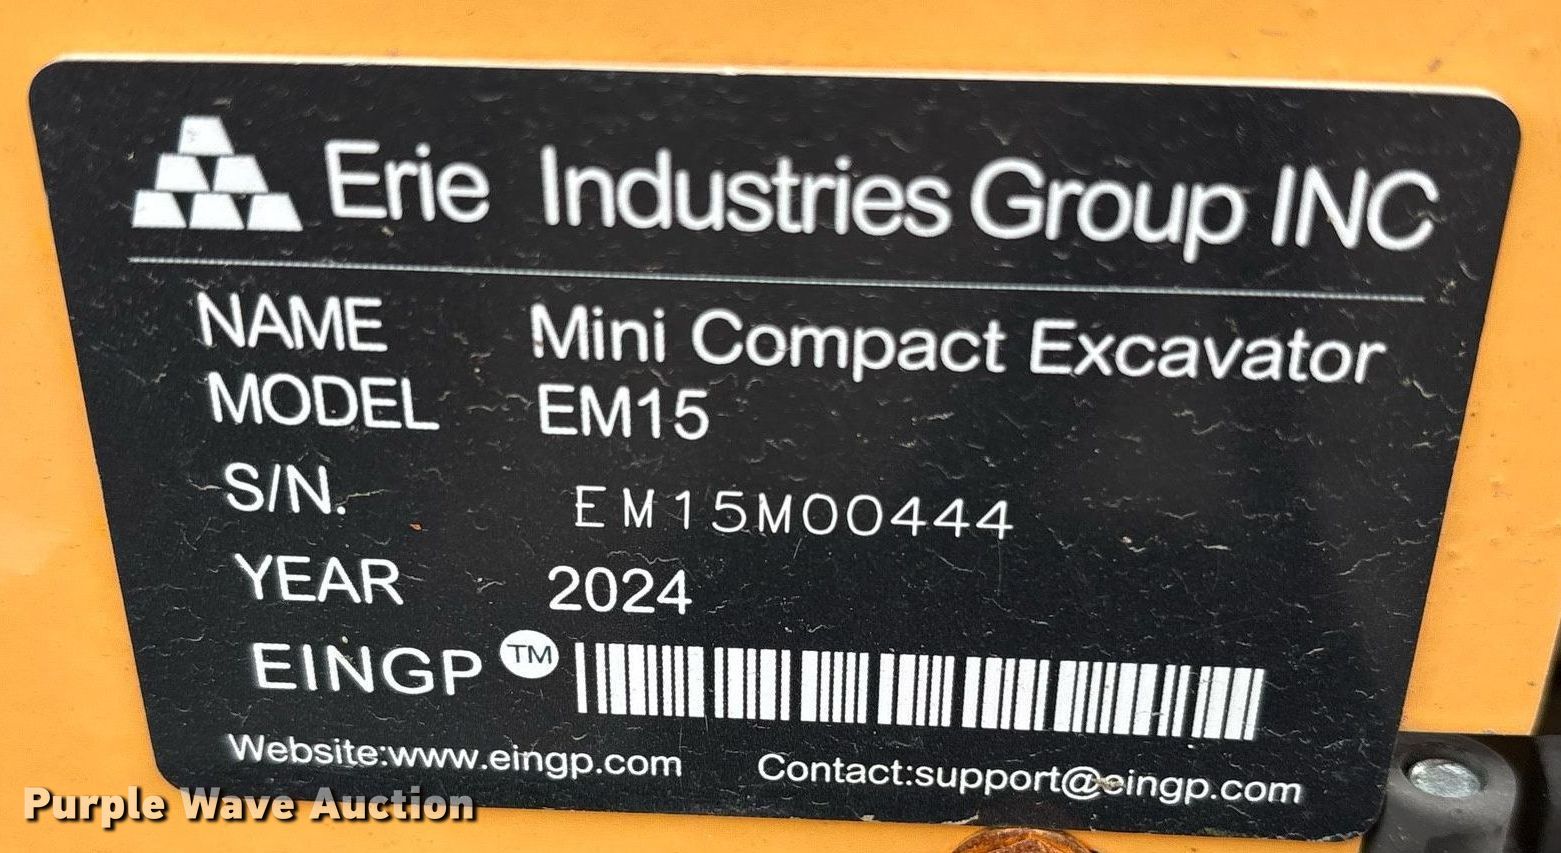 Erie Industries Group INC
NAME Mini Compact Excavator
MODEL EM15
S/N. EM15M00444
YEAR 2024
EINGP TM
Website:www.eingp.com Contact:support@eingp.com
Purple Wave Auction